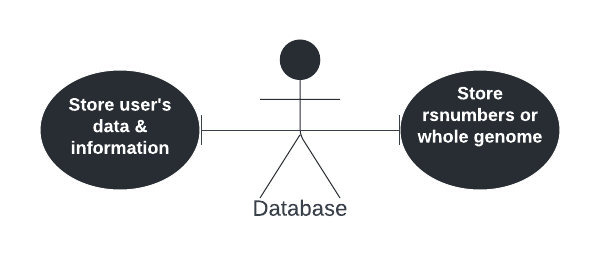 Store user's
data &
information
Store
rsnumbers or
whole genome
Database